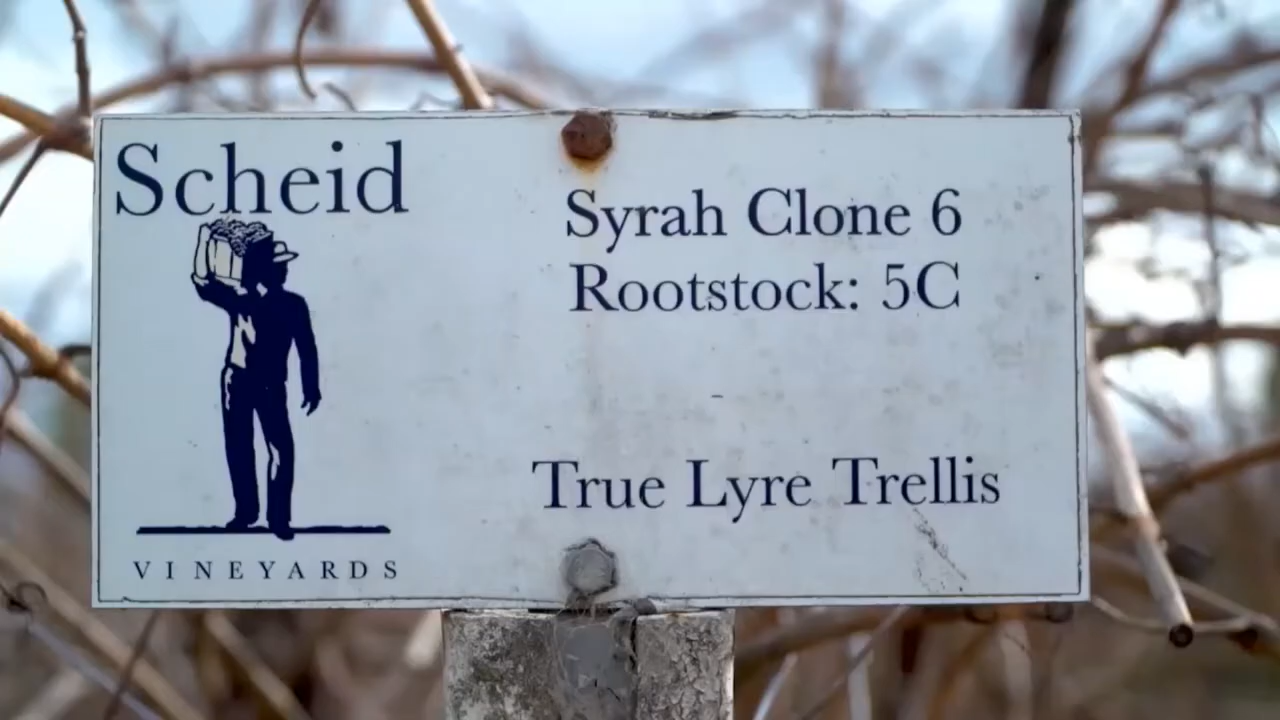 Scheid
VINEYARDS
Syrah Clone 6
Rootstock: 5C
True Lyre Trellis